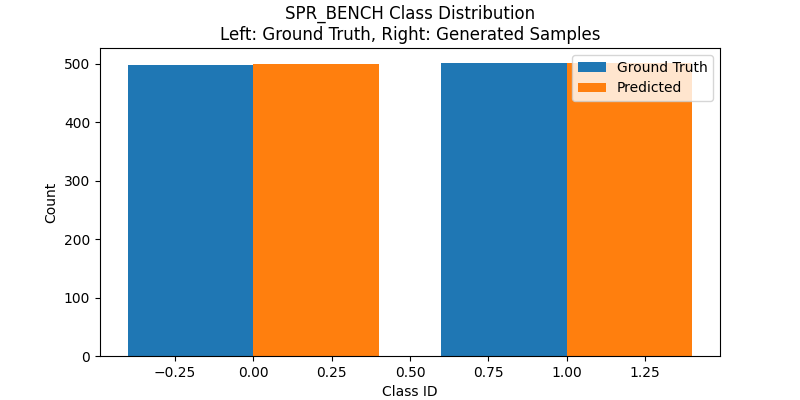 SPR_BENCH Class Distribution
Left: Ground Truth, Right: Generated Samples
Ground Truth
Predicted
Count
500
400
300
200
100
0
−0.25 0.00 0.25 0.50 0.75 1.00 1.25
Class ID